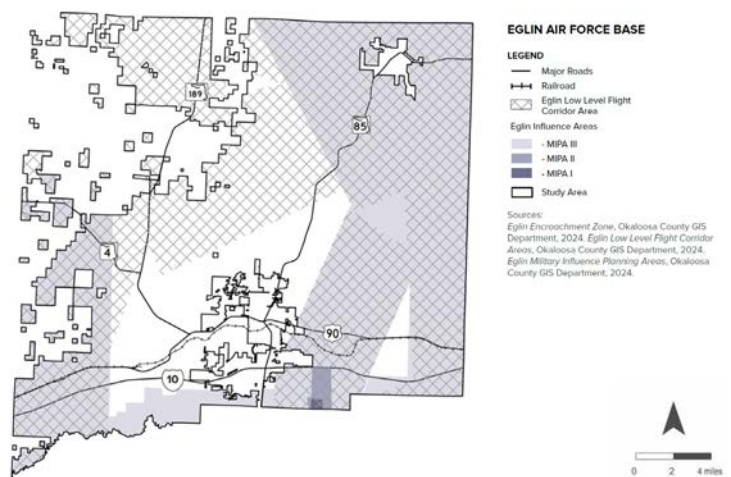 EGLIN AIR FORCE BASE
LEGEND
Major Roads
Railroad
Eglin Low Level Flight
Corridor Area
Eglin Influence Areas
- MIPA III
- MIPA II
- MIPA I
Study Area
Sources:
Eglin Encroachment Zone, Okaloosa County GIS
Department, 2024. Eglin Low Level Flight Corridor
Areas, Okaloosa County GIS Department, 2024.
Eglin Military Influence Planning Areas, Okaloosa
County GIS Department, 2024.
189
85
4
90
10
0 2 4 miles